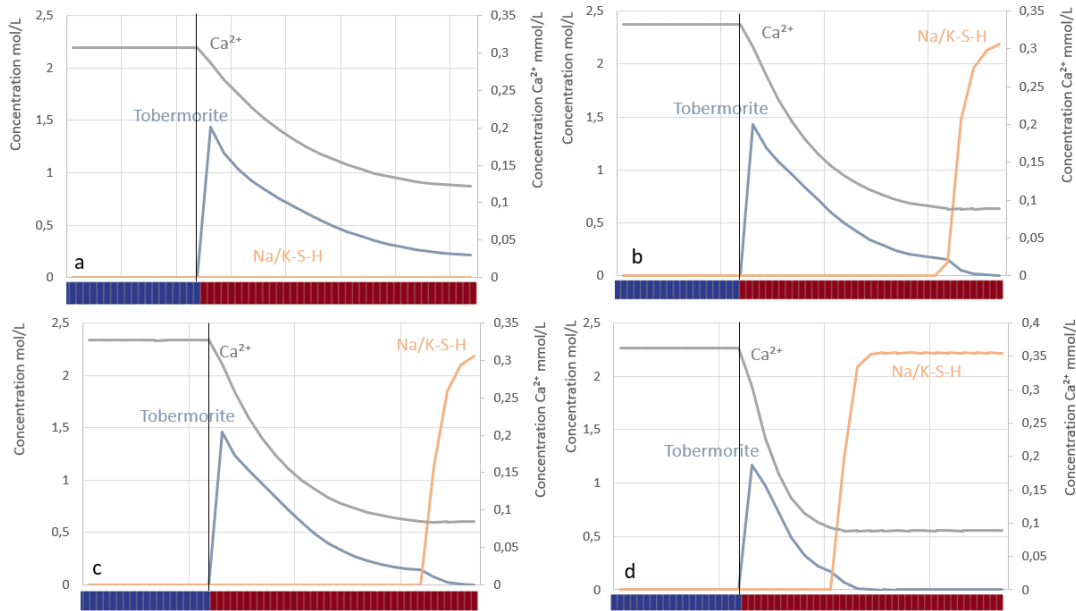 Concentration mol/L
2,5
2
1,5
1
0,5
0
Ca²⁺
Tobermorite
Na/K-S-H
a
0,35
0,3
0,25
0,2
0,15
0,1
0,05
0
Concentration Ca²⁺ mmol/L
Concentration mol/L
2,5
2
1,5
1
0,5
0
Ca²⁺
Na/K-S-H
Tobermorite
b
0,35
0,3
0,25
0,2
0,15
0,1
0,05
0
Concentration Ca²⁺ mmol/L
Concentration mol/L
2,5
2
1,5
1
0,5
0
Na/K-S-H
Ca²⁺
Tobermorite
c
0,35
0,3
0,25
0,2
0,15
0,1
0,05
0
Concentration Ca²⁺ mmol/L
Concentration mol/L
2,5
2
1,5
1
0,5
0
Ca²⁺
Na/K-S-H
Tobermorite
d
0,4
0,35
0,3
0,25
0,2
0,15
0,1
0,05
0
Concentration Ca²⁺ mmol/L